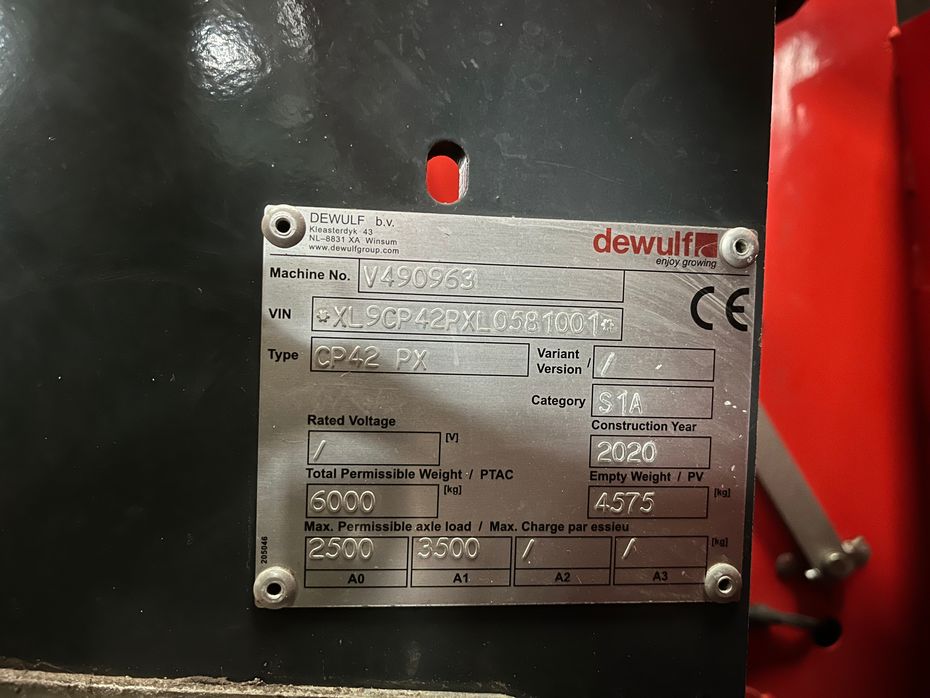 DEWULF b.v.
Kleasterdyk 43
NL-8831 XA Winsum
www.dewulfgroup.com
dewulf
enjoy growing
Machine No. V490963
CE
VIN *XL9CP42PXL0581001*
Type CP42 PX
Variant Version / /
Category S1A
Rated Voltage
/ [V]
Construction Year
2020
Total Permissible Weight / PTAC
6000 [kg]
Empty Weight / PV
4575 [kg]
Max. Permissible axle load / Max. Charge par essieu
2500 3500 / / [kg]
A0 A1 A2 A3
205046